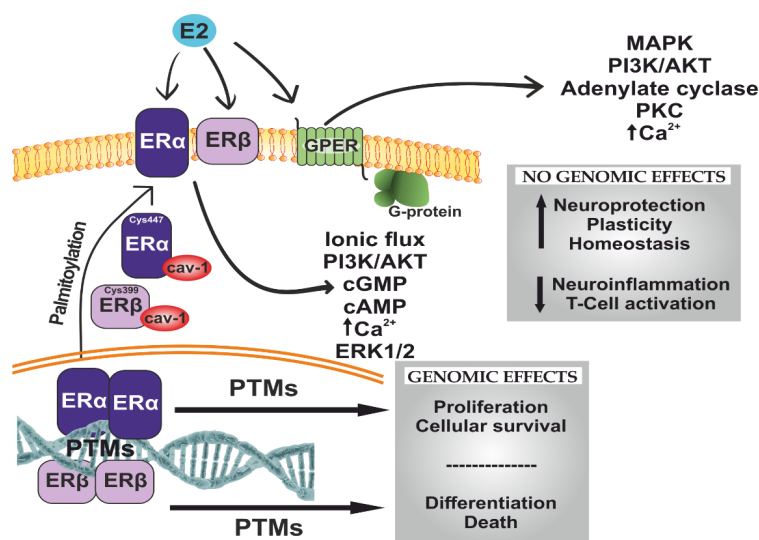 E2
MAPK
PI3K/AKT
Adenylate cyclase
PKC
↑Ca²⁺
ERα
ERβ
GPER
G-protein
NO GENOMIC EFFECTS
Neuroprotection
Plasticity
Homeostasis
Neuroinflammation
T-Cell activation
Palmitoylation
Cys447
ERα
cav-1
Cys399
ERβ
cav-1
Ionic flux
PI3K/AKT
cGMP
cAMP
↑Ca²⁺
ERK1/2
ERα ERα
PTMs
ERβ ERβ
PTMs
PTMs
GENOMIC EFFECTS
Proliferation
Cellular survival
--------------
Differentiation
Death